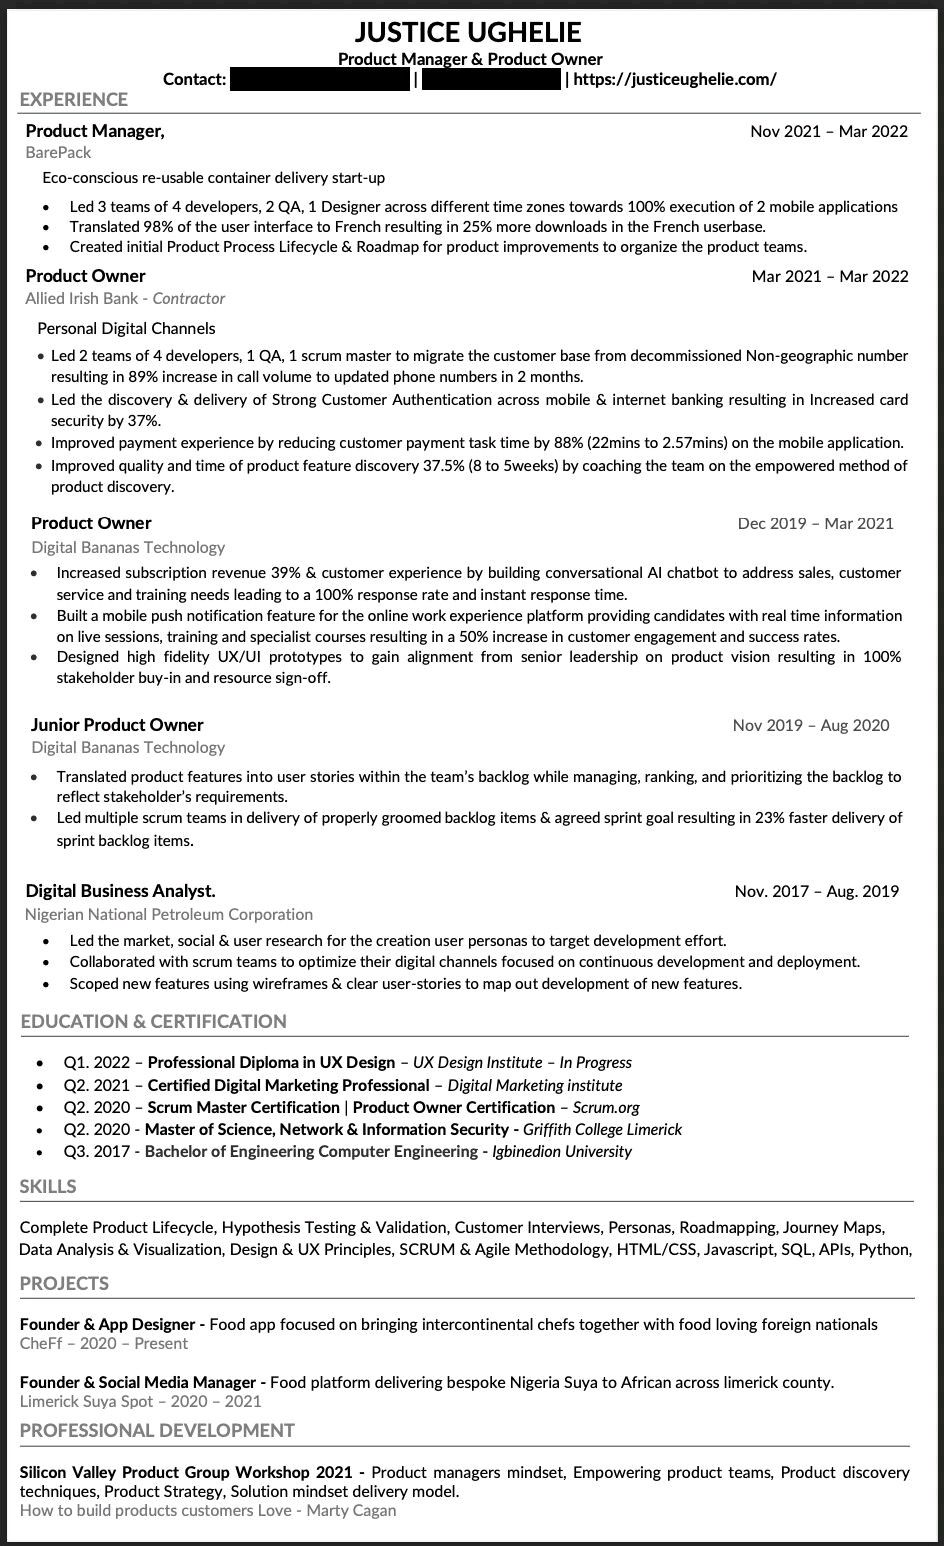 JUSTICE UGHELIE
Product Manager & Product Owner
Contact: | | https://justiceughelie.com/
EXPERIENCE
Product Manager, Nov 2021 – Mar 2022
BarePack
Eco-conscious re-usable container delivery start-up
• Led 3 teams of 4 developers, 2 QA, 1 Designer across different time zones towards 100% execution of 2 mobile applications
• Translated 98% of the user interface to French resulting in 25% more downloads in the French userbase.
• Created initial Product Process Lifecycle & Roadmap for product improvements to organize the product teams.
Product Owner Mar 2021 – Mar 2022
Allied Irish Bank - Contractor
Personal Digital Channels
• Led 2 teams of 4 developers, 1 QA, 1 scrum master to migrate the customer base from decommissioned Non-geographic number
resulting in 89% increase in call volume to updated phone numbers in 2 months.
• Led the discovery & delivery of Strong Customer Authentication across mobile & internet banking resulting in Increased card
security by 37%.
• Improved payment experience by reducing customer payment task time by 88% (22mins to 2.57mins) on the mobile application.
• Improved quality and time of product feature discovery 37.5% (8 to 5weeks) by coaching the team on the empowered method of
product discovery.
Product Owner Dec 2019 – Mar 2021
Digital Bananas Technology
• Increased subscription revenue 39% & customer experience by building conversational AI chatbot to address sales, customer
service and training needs leading to a 100% response rate and instant response time.
• Built a mobile push notification feature for the online work experience platform providing candidates with real time information
on live sessions, training and specialist courses resulting in a 50% increase in customer engagement and success rates.
• Designed high fidelity UX/UI prototypes to gain alignment from senior leadership on product vision resulting in 100%
stakeholder buy-in and resource sign-off.
Junior Product Owner Nov 2019 – Aug 2020
Digital Bananas Technology
• Translated product features into user stories within the team's backlog while managing, ranking, and prioritizing the backlog to
reflect stakeholder's requirements.
• Led multiple scrum teams in delivery of properly groomed backlog items & agreed sprint goal resulting in 23% faster delivery of
sprint backlog items.
Digital Business Analyst. Nov. 2017 – Aug. 2019
Nigerian National Petroleum Corporation
• Led the market, social & user research for the creation user personas to target development effort.
• Collaborated with scrum teams to optimize their digital channels focused on continuous development and deployment.
• Scoped new features using wireframes & clear user-stories to map out development of new features.
EDUCATION & CERTIFICATION
• Q1. 2022 – Professional Diploma in UX Design – UX Design Institute – In Progress
• Q2. 2021 – Certified Digital Marketing Professional – Digital Marketing institute
• Q2. 2020 – Scrum Master Certification | Product Owner Certification – Scrum.org
• Q2. 2020 - Master of Science, Network & Information Security - Griffith College Limerick
• Q3. 2017 - Bachelor of Engineering Computer Engineering - Igbinedion University
SKILLS
Complete Product Lifecycle, Hypothesis Testing & Validation, Customer Interviews, Personas, Roadmapping, Journey Maps,
Data Analysis & Visualization, Design & UX Principles, SCRUM & Agile Methodology, HTML/CSS, Javascript, SQL, APIs, Python,
PROJECTS
Founder & App Designer - Food app focused on bringing intercontinental chefs together with food loving foreign nationals
CheFf – 2020 – Present
Founder & Social Media Manager - Food platform delivering bespoke Nigeria Suya to African across limerick county.
Limerick Suya Spot – 2020 – 2021
PROFESSIONAL DEVELOPMENT
Silicon Valley Product Group Workshop 2021 - Product managers mindset, Empowering product teams, Product discovery
techniques, Product Strategy, Solution mindset delivery model.
How to build products customers Love - Marty Cagan